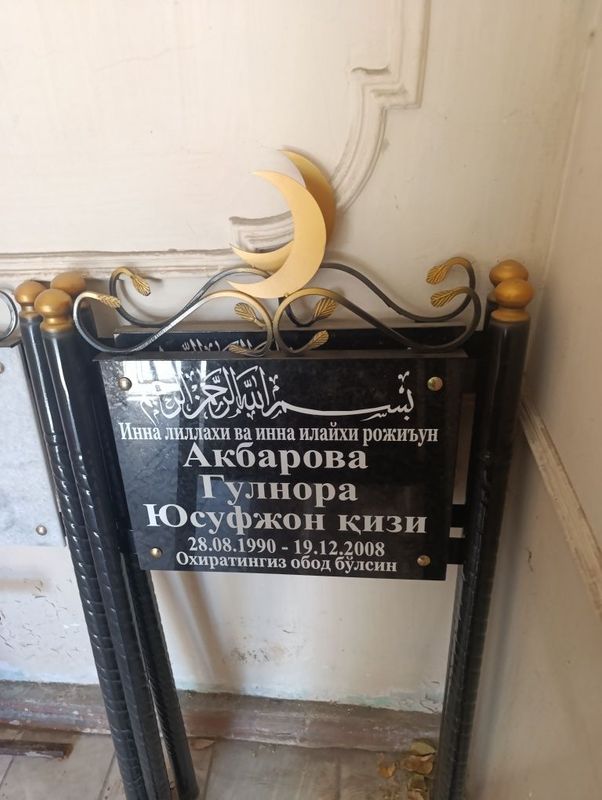 بسم الله الرحمن الرحيم
Инна лиллахи ва инна илайхи рожиъун
Акбарова
Гулнора
Юсуфжон қизи
28.08.1990 - 19.12.2008
Охиратингиз обод бўлсин